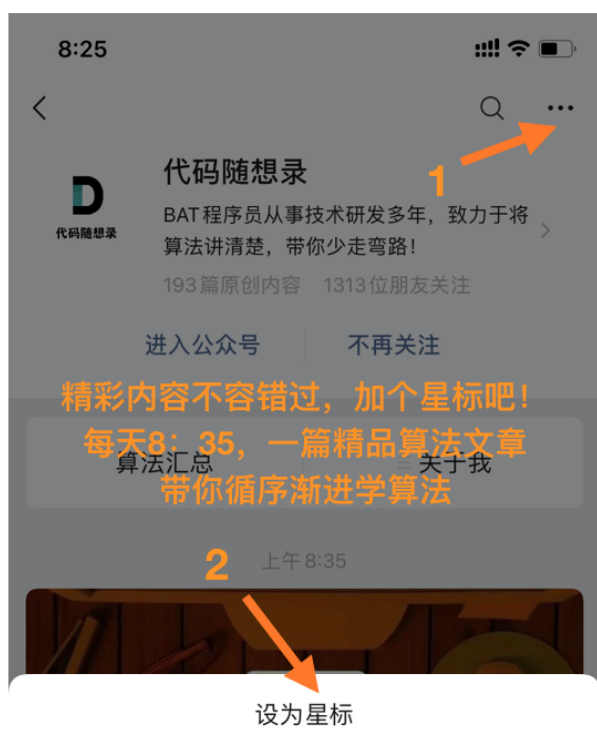 8:25
1
代码随想录
D
代码随想录
BAT程序员从事技术研发多年，致力于将
算法讲清楚，带你少走弯路！
193篇原创内容 1313位朋友关注
进入公众号 不再关注
精彩内容不容错过，加个星标吧！
每天8：35，一篇精品算法文章
算法汇总 关于我
带你循序渐进学算法
上午 8:35
2
设为星标